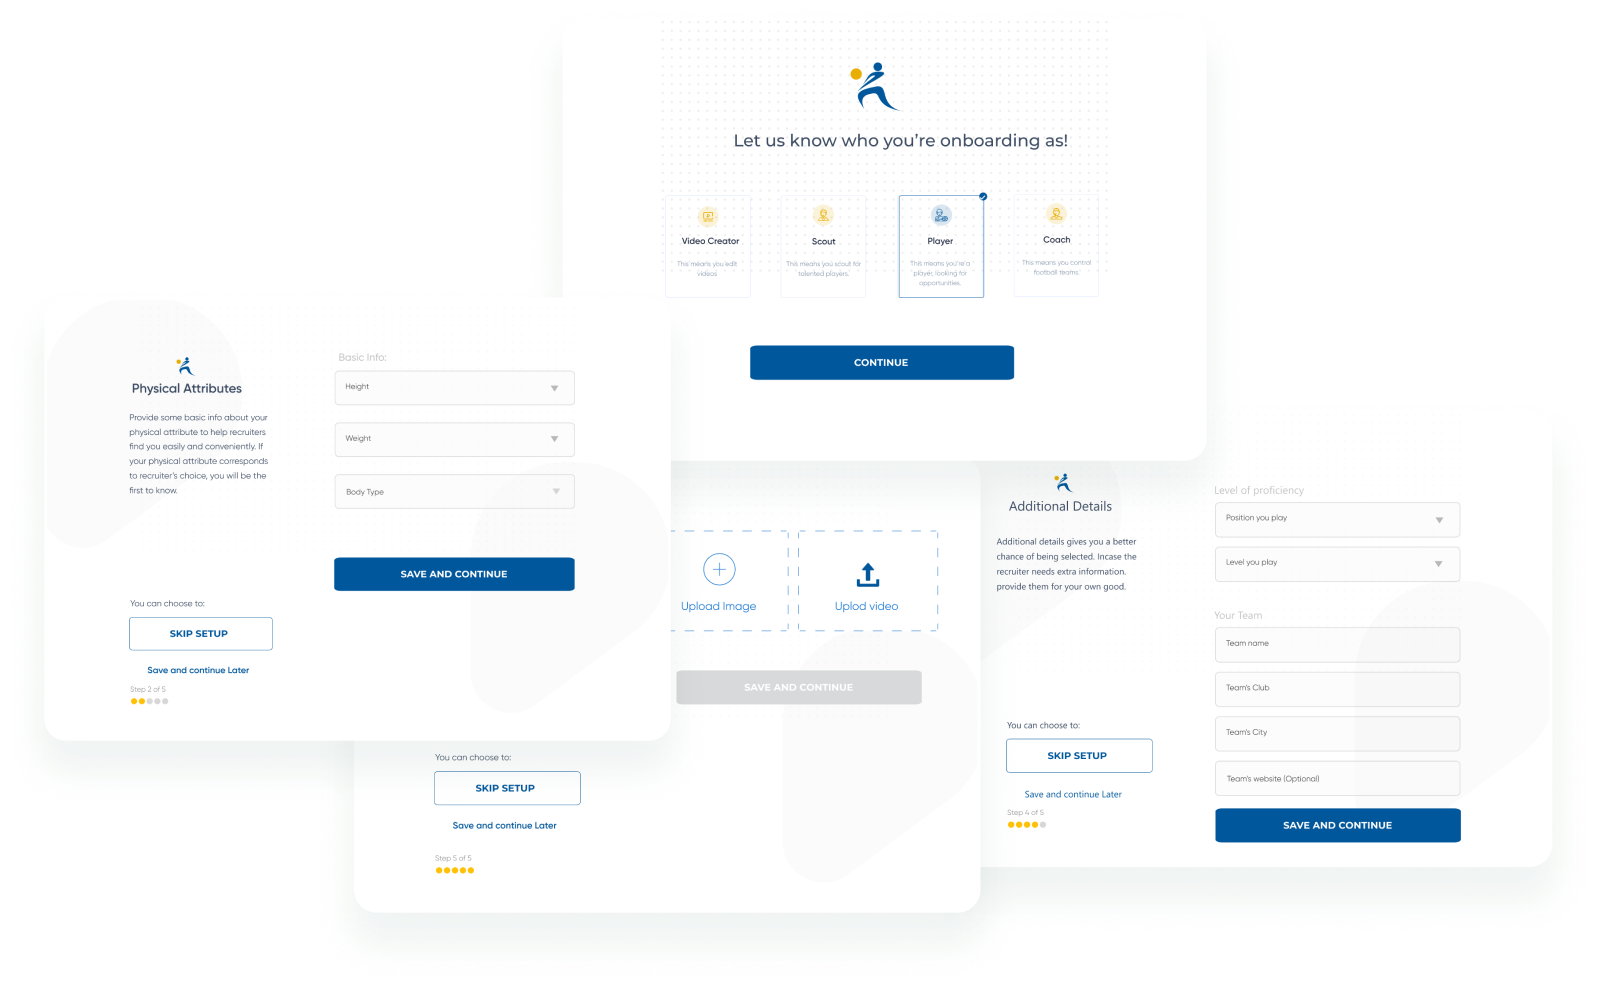 Let us know who you're onboarding as!
Video Creator
This means you edit
videos
Scout
This means you scout for
talented players.
Player
This means you're a
player, looking for
opportunities.
Coach
This means you control
football teams.
CONTINUE
Physical Attributes
Provide some basic info about your
physical attribute to help recruiters
find you easily and conveniently. If
your physical attribute corresponds
to recruiter's choice, you will be the
first to know.
You can choose to:
SKIP SETUP
Save and continue Later
Step 2 of 5
Basic Info:
Height
Weight
Body Type
SAVE AND CONTINUE
Upload Image
Uplod video
SAVE AND CONTINUE
You can choose to:
SKIP SETUP
Save and continue Later
Step 5 of 5
Additional Details
Additional details gives you a better
chance of being selected. Incase the
recruiter needs extra information.
provide them for your own good.
You can choose to:
SKIP SETUP
Save and continue Later
Step 4 of 5
Level of proficiency
Position you play
Level you play
Your Team
Team name
Team's Club
Team's City
Team's website (Optional)
SAVE AND CONTINUE